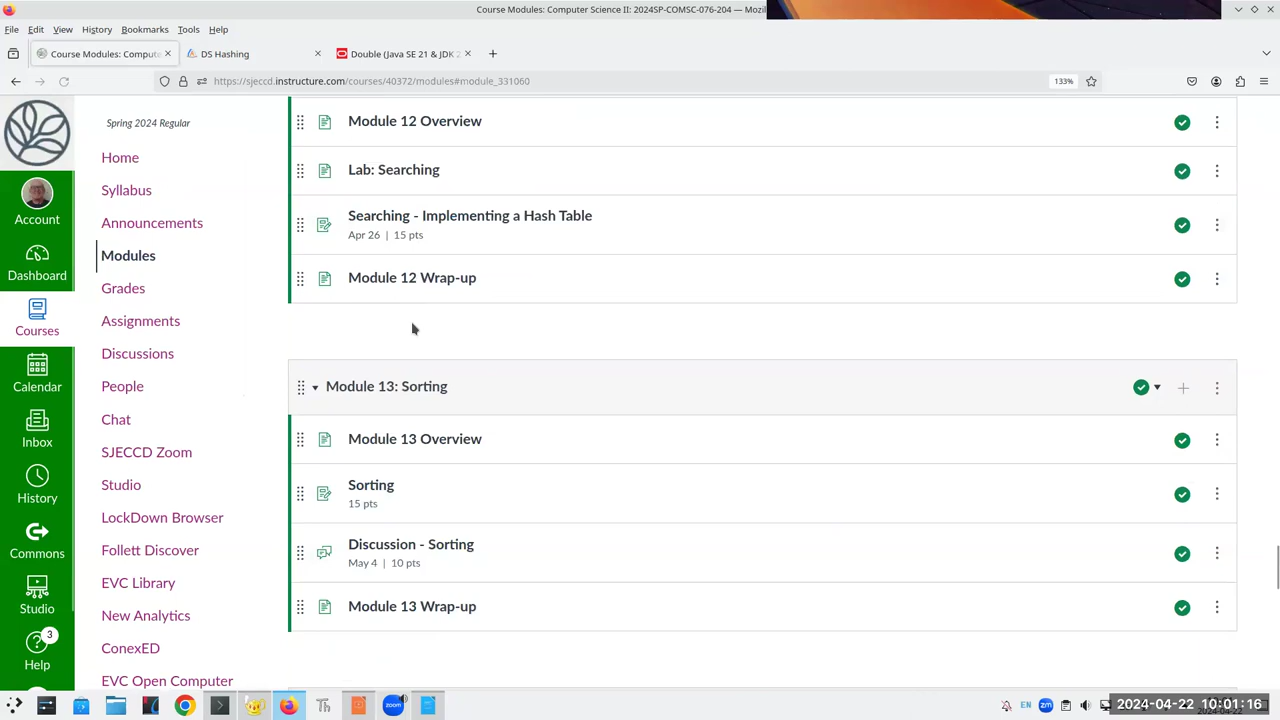 Course Modules: Computer Science II: 2024SP-COMSC-076-204 — Mozil
File Edit View History Bookmarks Tools Help
Course Modules: Compute DS Hashing Double (Java SE 21 & JDK 2
https://sjeccd.instructure.com/courses/40372/modules#module_331060 133%
Spring 2024 Regular
Home
Syllabus
Announcements
Modules
Grades
Assignments
Discussions
People
Chat
SJECCD Zoom
Studio
LockDown Browser
Follett Discover
EVC Library
New Analytics
ConexED
EVC Open Computer
Account
Dashboard
Courses
Calendar
Inbox
History
Commons
Studio
3
Help
Module 12 Overview
Lab: Searching
Searching - Implementing a Hash Table
Apr 26 | 15 pts
Module 12 Wrap-up
Module 13: Sorting
Module 13 Overview
Sorting
15 pts
Discussion - Sorting
May 4 | 10 pts
Module 13 Wrap-up
Th zoom EN zm
2024-04-22 10:01:16